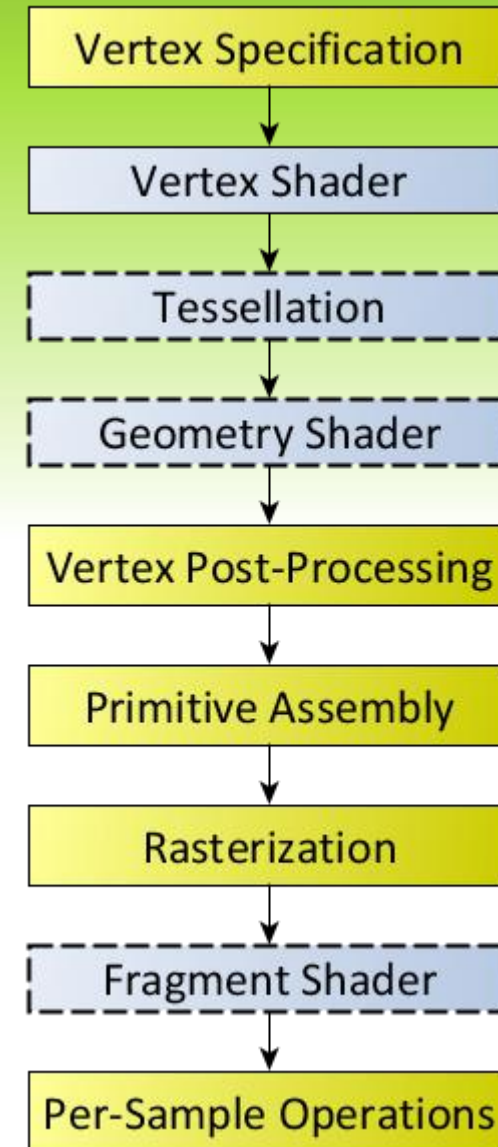 Vertex Specification
Vertex Shader
Tessellation
Geometry Shader
Vertex Post-Processing
Primitive Assembly
Rasterization
Fragment Shader
Per-Sample Operations